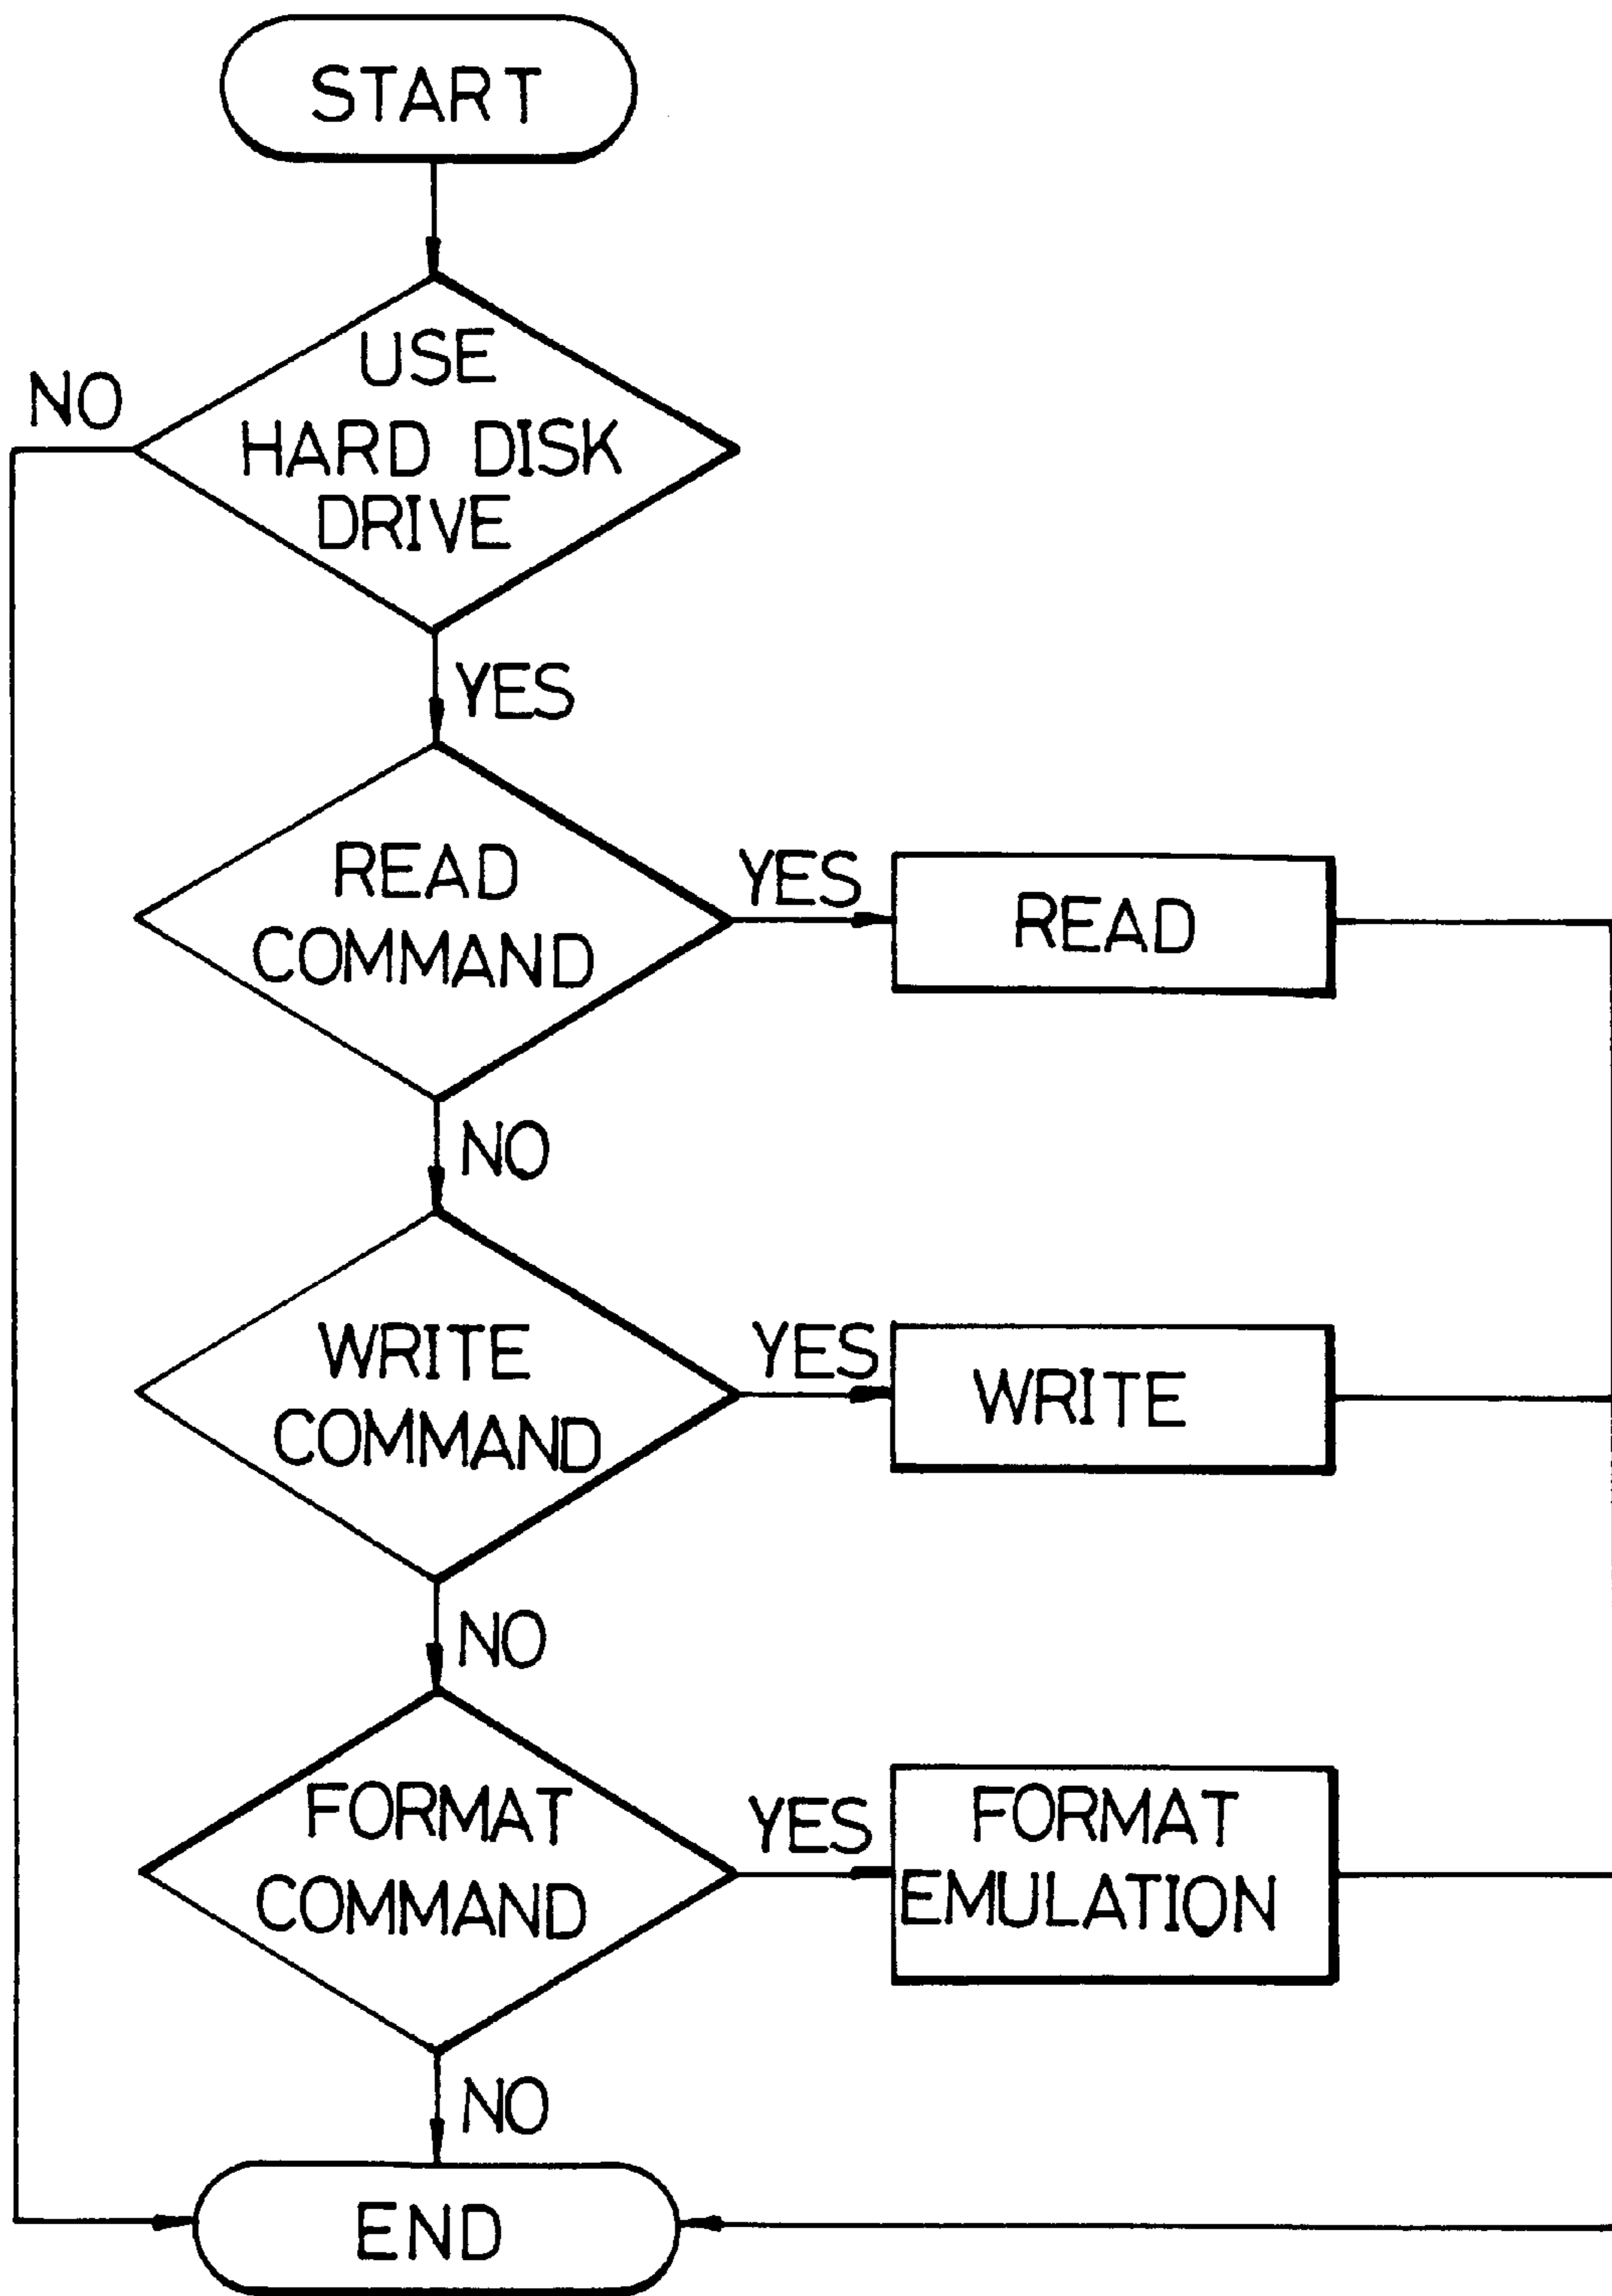 START
USE
HARD DISK
DRIVE
NO
YES
READ
COMMAND
YES
READ
NO
WRITE
COMMAND
YES
WRITE
NO
FORMAT
COMMAND
YES
FORMAT
EMULATION
NO
END